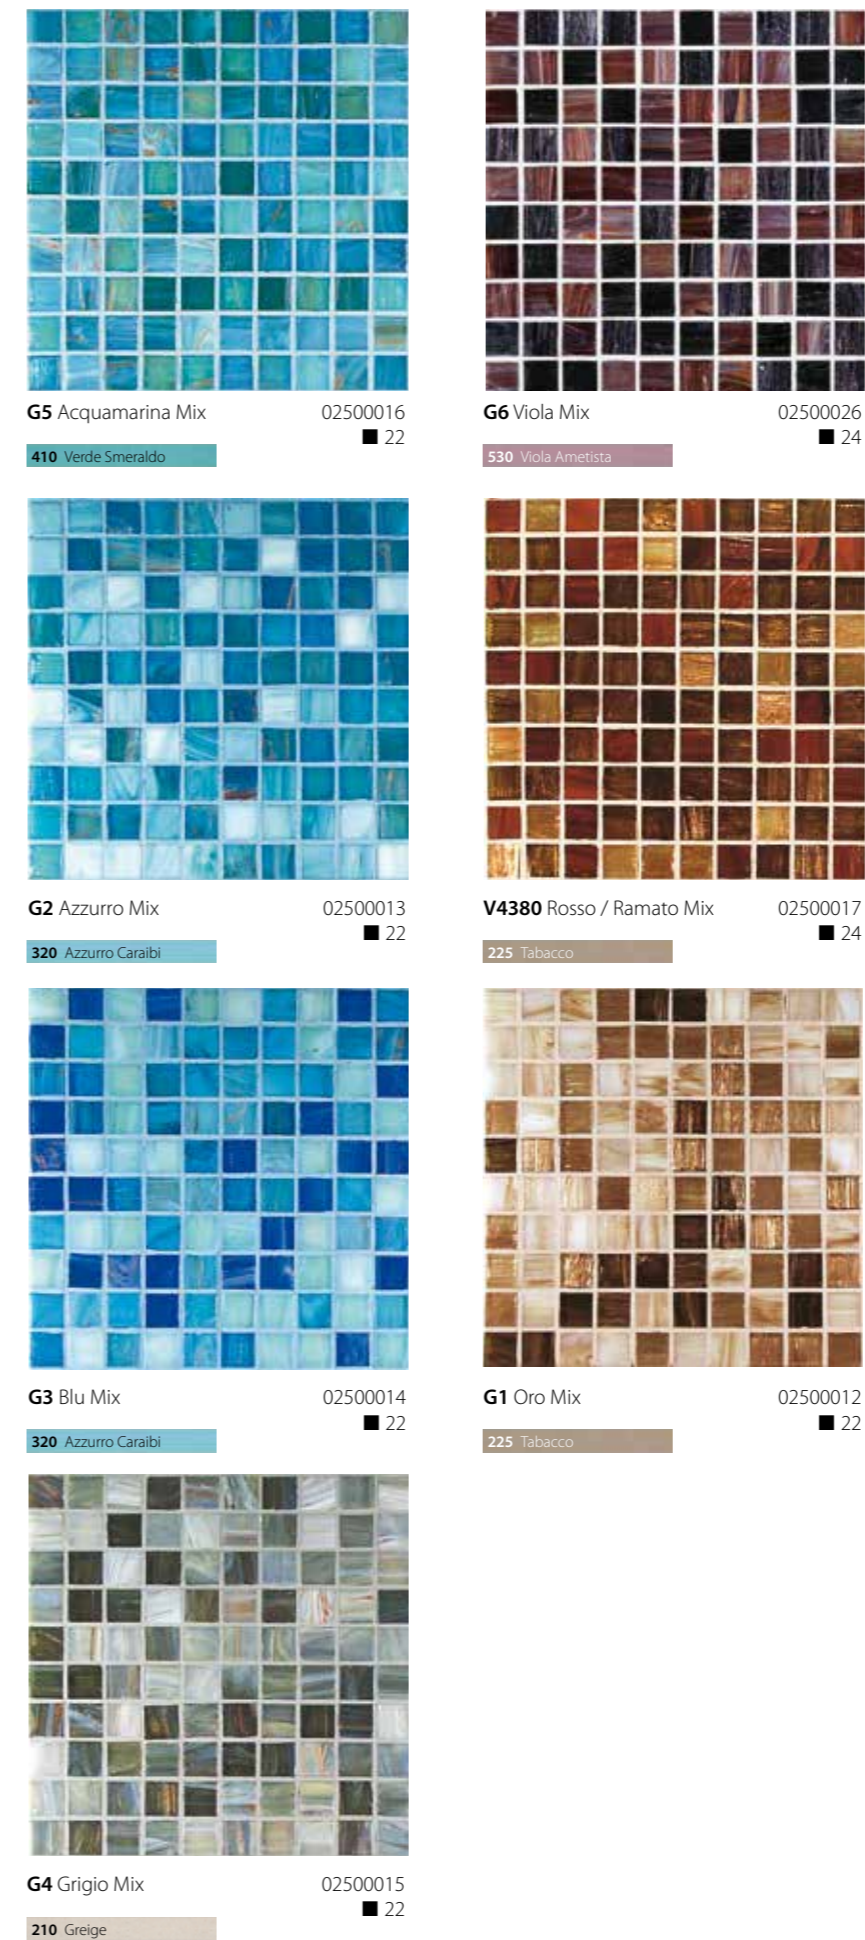 G5 Acquamarina Mix 02500016
■ 22
410 Verde Smeraldo
G6 Viola Mix 02500026
■ 24
530 Viola Ametista
G2 Azzurro Mix 02500013
■ 22
320 Azzurro Caraibi
V4380 Rosso / Ramato Mix 02500017
■ 24
225 Tabacco
G3 Blu Mix 02500014
■ 22
320 Azzurro Caraibi
G1 Oro Mix 02500012
■ 22
225 Tabacco
G4 Grigio Mix 02500015
■ 22
210 Greige